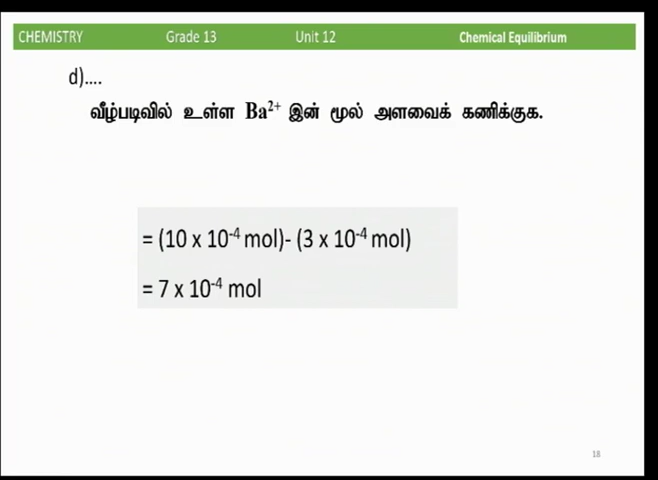 CHEMISTRY Grade 13 Unit 12 Chemical Equilibrium
d)....
வீழ்படிவில் உள்ள Ba²⁺ இன் மூல் அளவைக் கணிக்குக.
= (10 x 10⁻⁴ mol)- (3 x 10⁻⁴ mol)
= 7 x 10⁻⁴ mol
18